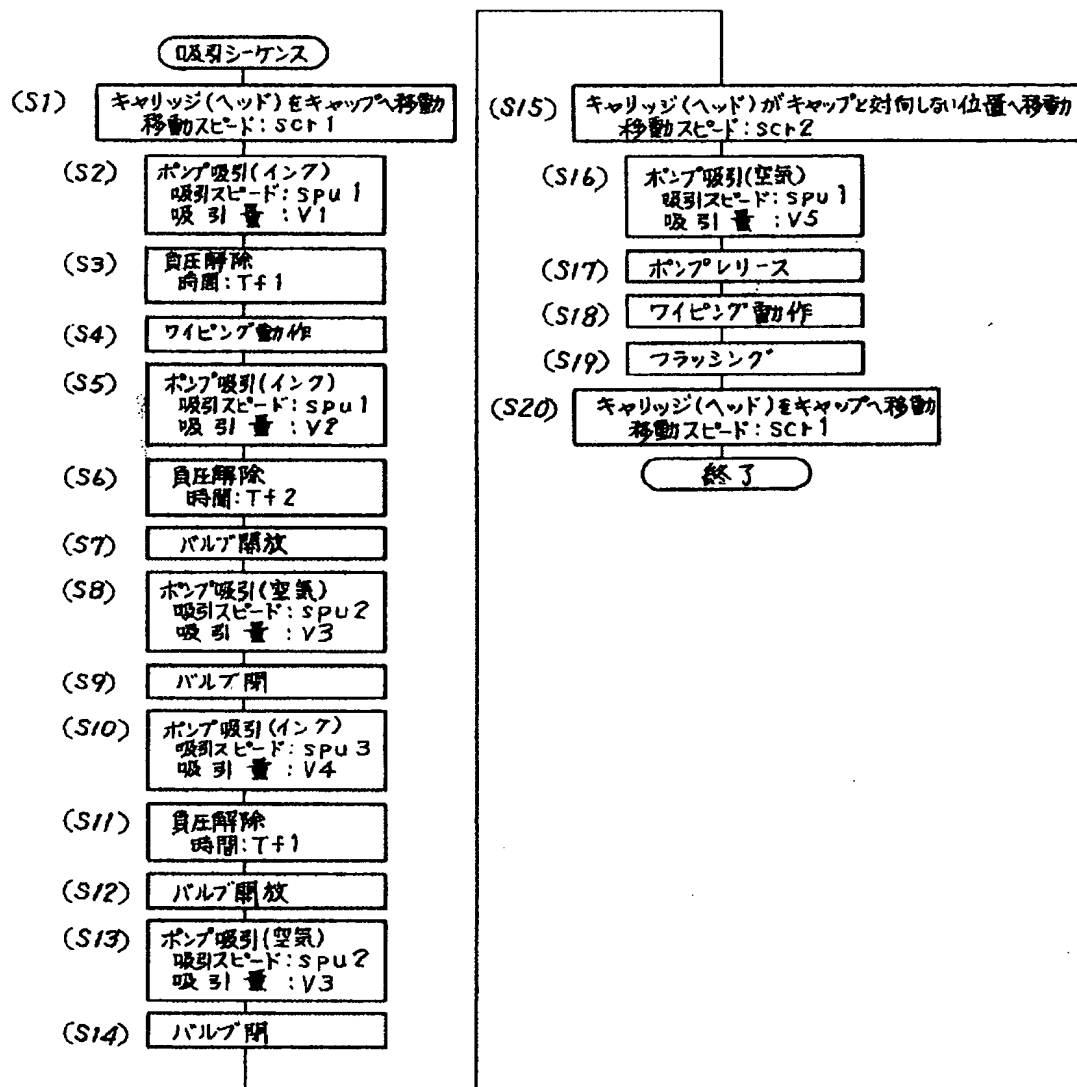 吸引シーケンス
(S1)
キャリッジ(ヘッド)をキャップへ移動
移動スピード:scr1
(S2)
ポンプ吸引(インク)
吸引スピード:spu1
吸引量:V1
(S3)
負圧解除
時間:Tf1
(S4)
ワイピング動作
(S5)
ポンプ吸引(インク)
吸引スピード:spu1
吸引量:V2
(S6)
負圧解除
時間:Tf2
(S7)
バルブ開放
(S8)
ポンプ吸引(空気)
吸引スピード:spu2
吸引量:V3
(S9)
バルブ閉
(S10)
ポンプ吸引(インク)
吸引スピード:spu3
吸引量:V4
(S11)
負圧解除
時間:Tf1
(S12)
バルブ開放
(S13)
ポンプ吸引(空気)
吸引スピード:spu2
吸引量:V3
(S14)
バルブ閉
(S15)
キャリッジ(ヘッド)がキャップと対向しない位置へ移動
移動スピード:scr2
(S16)
ポンプ吸引(空気)
吸引スピード:spu1
吸引量:V5
(S17)
ポンプレリース
(S18)
ワイピング動作
(S19)
フラッシング
(S20)
キャリッジ(ヘッド)をキャップへ移動
移動スピード:scr1
終了